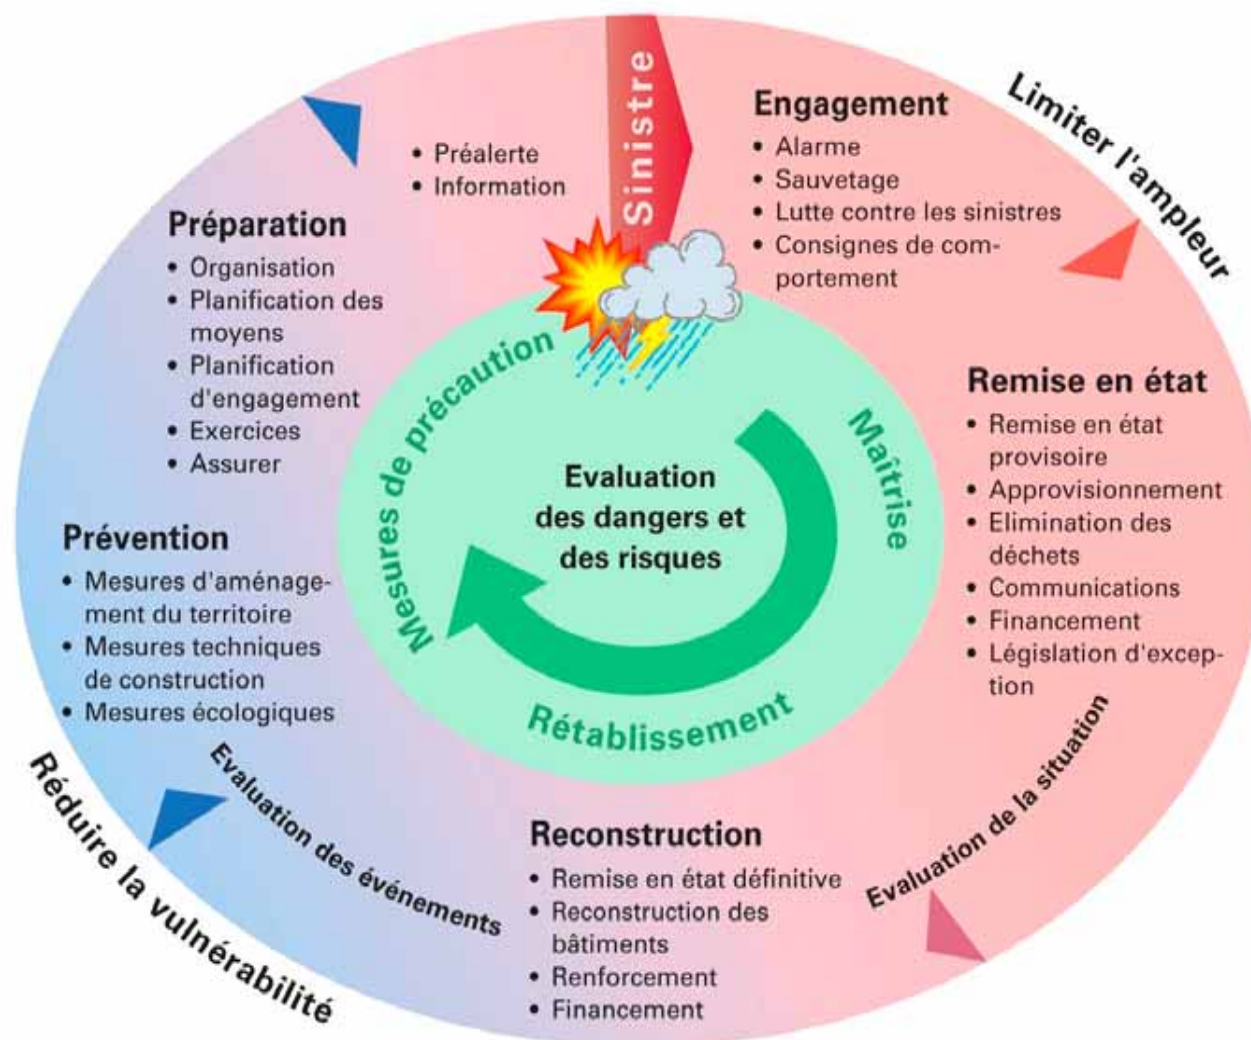 Sinistre
Engagement
• Alarme
• Sauvetage
• Lutte contre les sinistres
• Consignes de com-
portement
Limiter l'ampleur
Remise en état
• Remise en état
provisoire
• Approvisionnement
• Elimination des
déchets
• Communications
• Financement
• Législation d'excep-
tion
Evaluation de la situation
Reconstruction
• Remise en état définitive
• Reconstruction des
bâtiments
• Renforcement
• Financement
Evaluation des événements
Réduire la vulnérabilité
Prévention
• Mesures d'aménage-
ment du territoire
• Mesures techniques
de construction
• Mesures écologiques
Préparation
• Organisation
• Planification des
moyens
• Planification
d'engagement
• Exercices
• Assurer
• Préalerte
• Information
Mesures de précaution
Maîtrise
Rétablissement
Evaluation
des dangers et
des risques